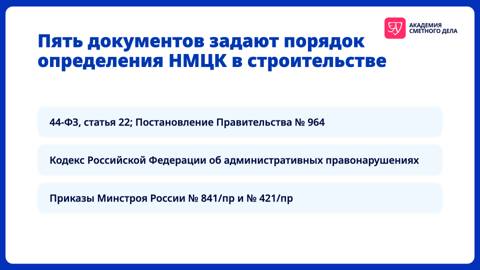 АКАДЕМИЯ
СМЕТНОГО ДЕЛА
Пять документов задают порядок
определения НМЦК в строительстве
44-ФЗ, статья 22; Постановление Правительства № 964
Кодекс Российской Федерации об административных правонарушениях
Приказы Минстроя России № 841/пр и № 421/пр